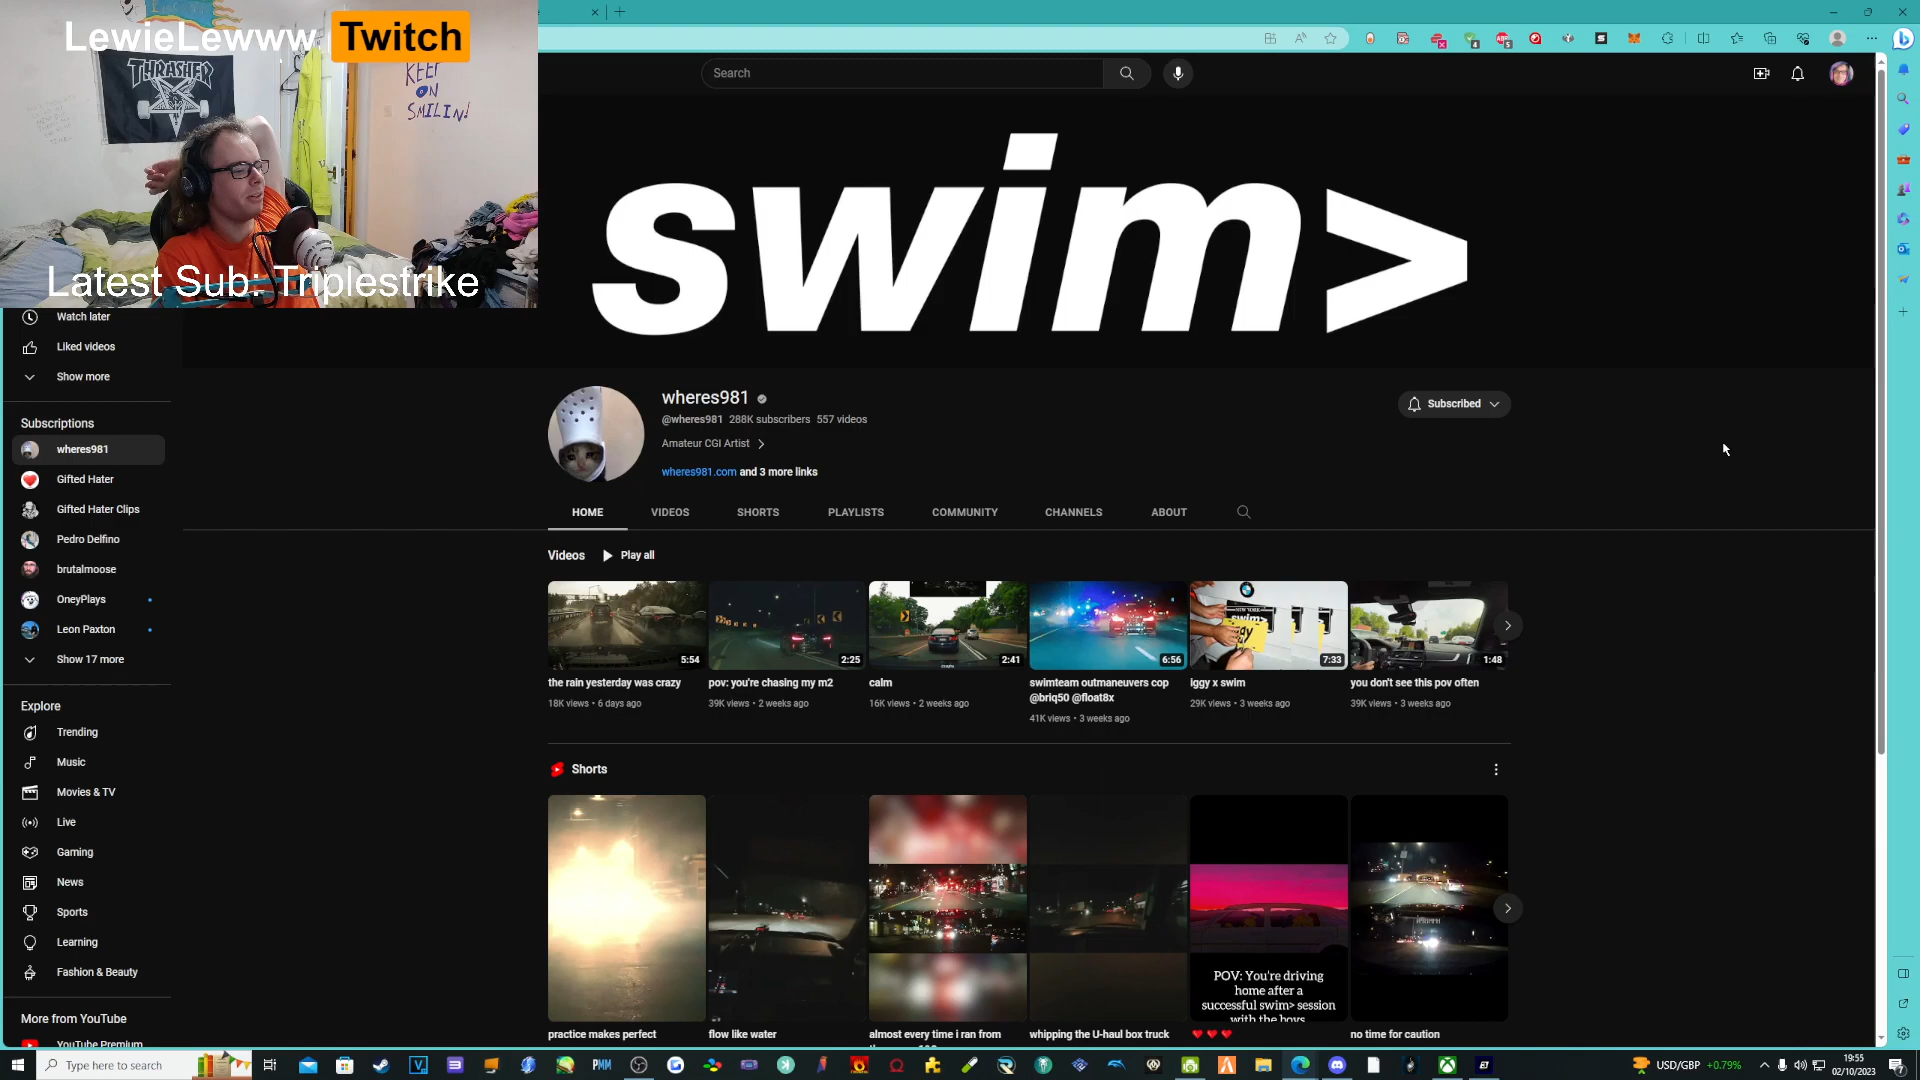 LewieLewww Twitch
THRASHER
KEEP
ON
SMILIN!
Latest Sub: Triplestrike
Search
swim>
wheres981
@wheres981 288K subscribers 557 videos
Amateur CGI Artist
wheres981.com and 3 more links
Subscribed
HOME VIDEOS SHORTS PLAYLISTS COMMUNITY CHANNELS ABOUT
Watch later
Liked videos
Show more
Subscriptions
wheres981
Gifted Hater
Gifted Hater Clips
Pedro Delfino
brutalmoose
OneyPlays
Leon Paxton
Show 17 more
Explore
Trending
Music
Movies & TV
Live
Gaming
News
Sports
Learning
Fashion & Beauty
More from YouTube
YouTube Premium
Videos Play all
5:54
the rain yesterday was crazy
18K views • 6 days ago
2:25
pov: you're chasing my m2
39K views • 2 weeks ago
2:41
calm
16K views • 2 weeks ago
6:56
swimteam outmaneuvers cop
@briq50 @float8x
41K views • 3 weeks ago
NEW YORK
swim>
7:33
iggy x swim
29K views • 3 weeks ago
1:48
you don't see this pov often
39K views • 3 weeks ago
Shorts
practice makes perfect
flow like water
almost every time i ran from
whipping the U-haul box truck
POV: You're driving
home after a
successful swim> session
with the boys
❤❤❤
no time for caution
Type here to search
USD/GBP +0.79%
19:55
02/10/2023